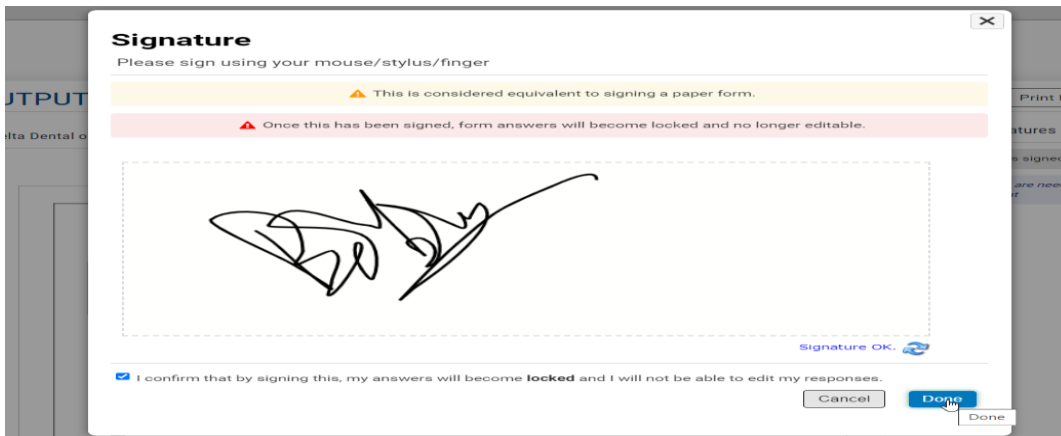 Signature
Please sign using your mouse/stylus/finger
This is considered equivalent to signing a paper form.
JTPUT
Print
Once this has been signed, form answers will become locked and no longer editable.
elta Dental o
atures
s signed
are nee
Signature OK.
I confirm that by signing this, my answers will become locked and I will not be able to edit my responses.
Cancel
Done
Done